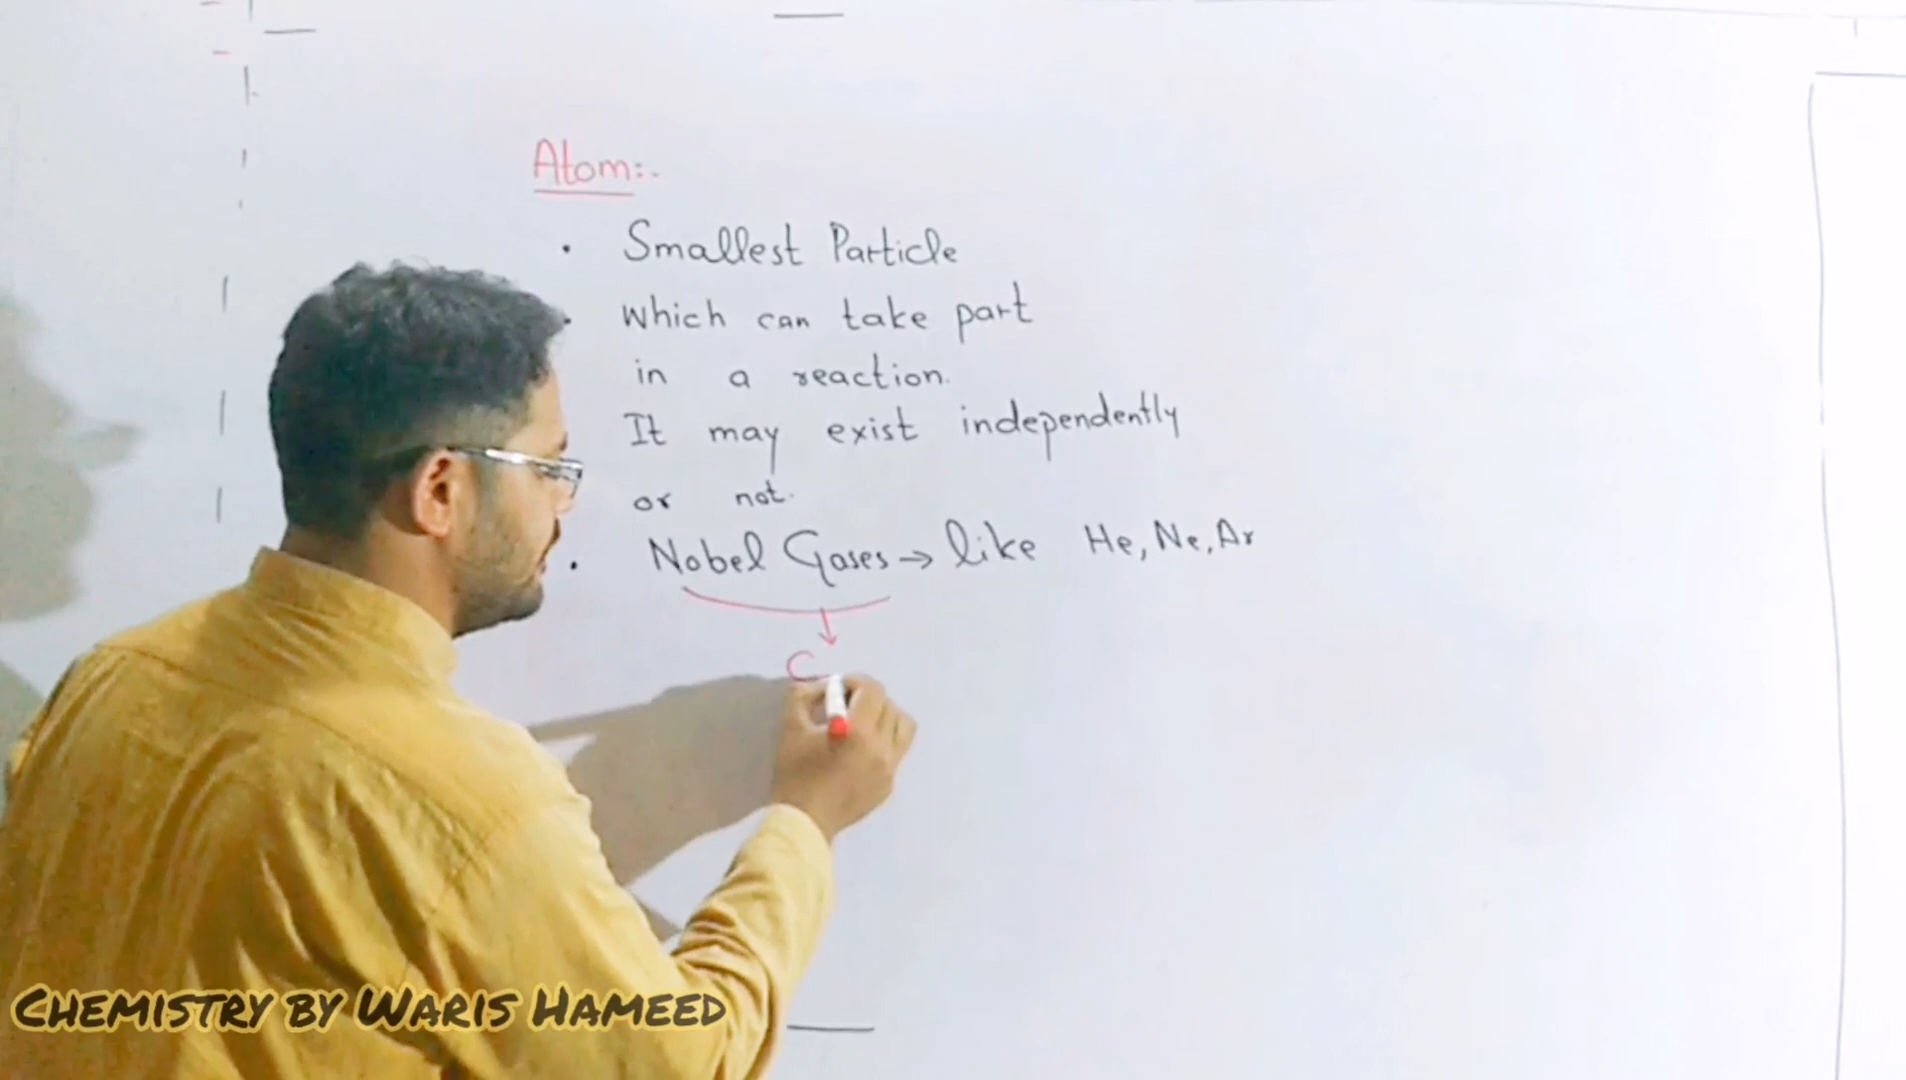 Atom:.
. Smallest Particle
. which can take part
in a reaction.
It may exist independently
or not.
. Nobel Gases → like He, Ne, Ar
C
CHEMISTRY BY WARIS HAMEED